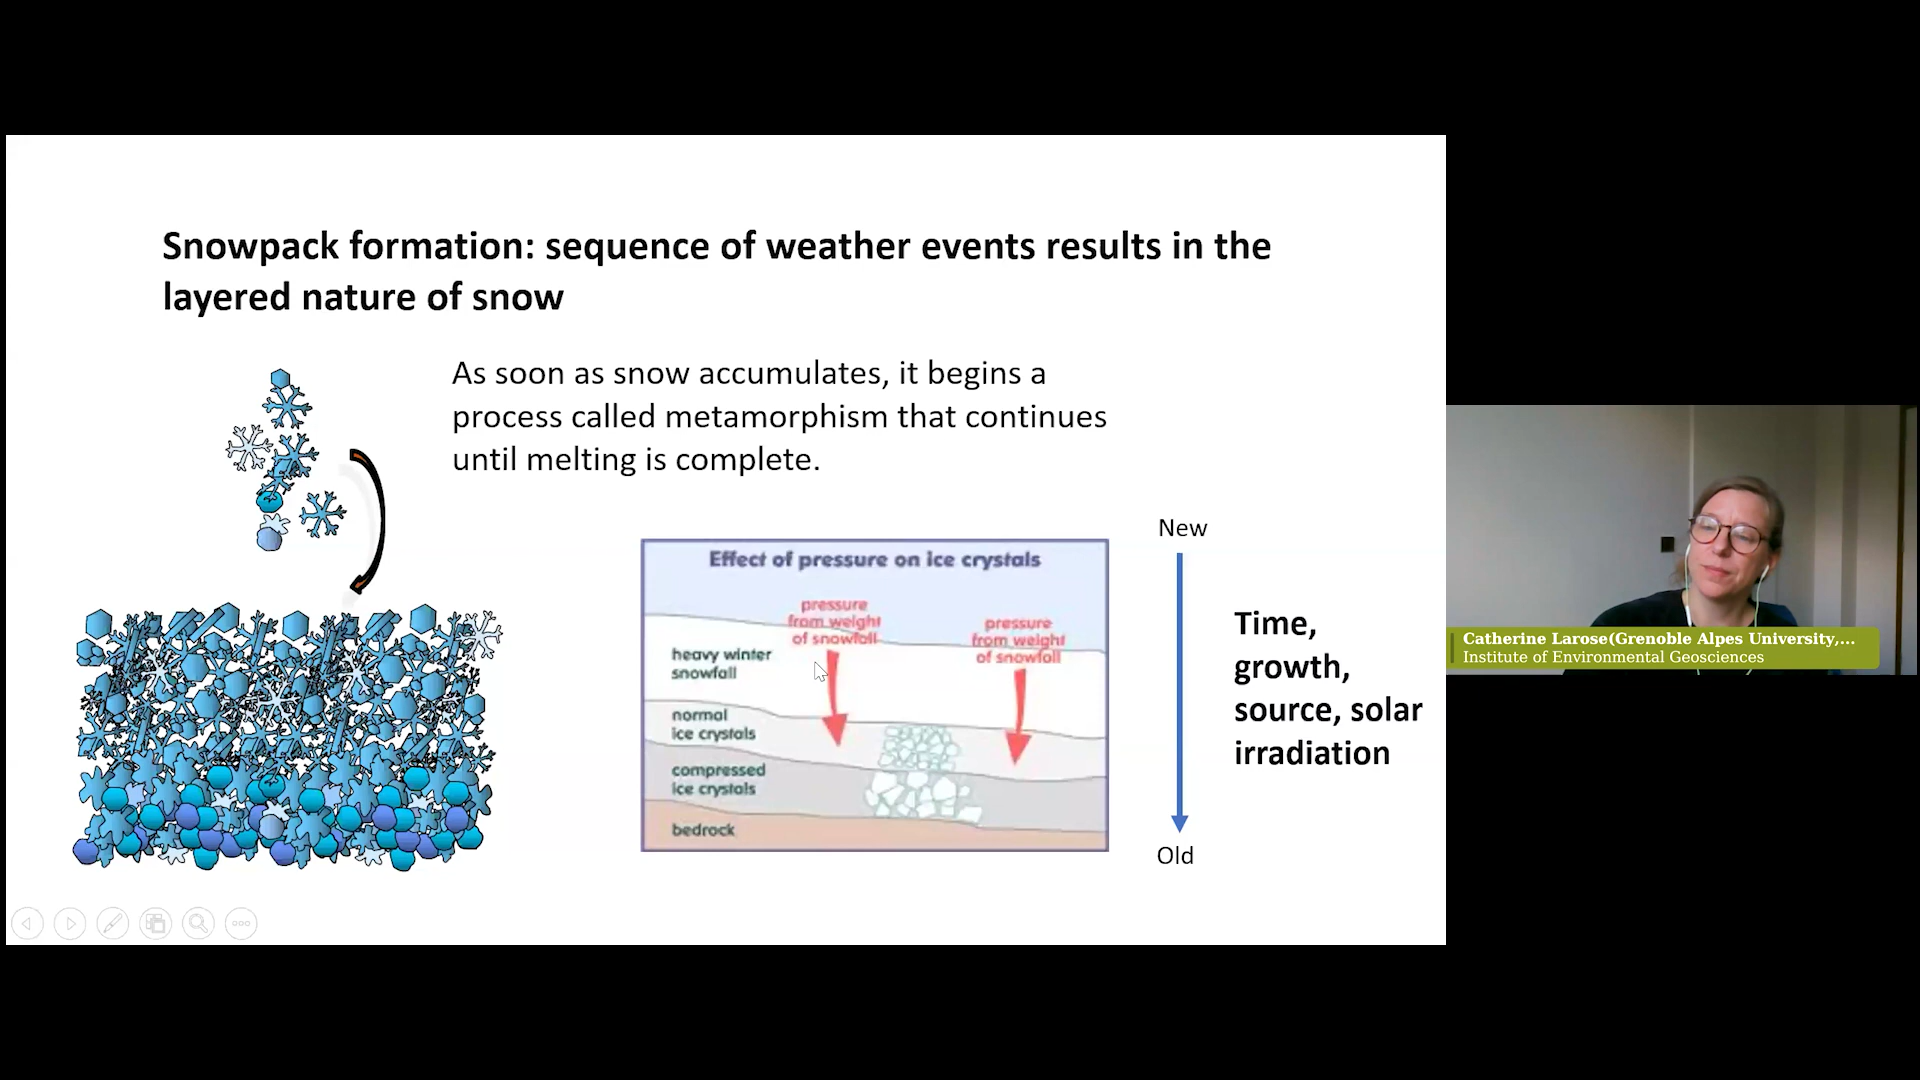 Snowpack formation: sequence of weather events results in the
layered nature of snow
As soon as snow accumulates, it begins a
process called metamorphism that continues
until melting is complete.
Effect of pressure on ice crystals
pressure
from weight
of snowfall
pressure
from weight
of snowfall
heavy winter
snowfall
normal
ice crystals
compressed
ice crystals
bedrock
New
Old
Time,
growth,
source, solar
irradiation
Catherine Larose(Grenoble Alpes University,...
Institute of Environmental Geosciences